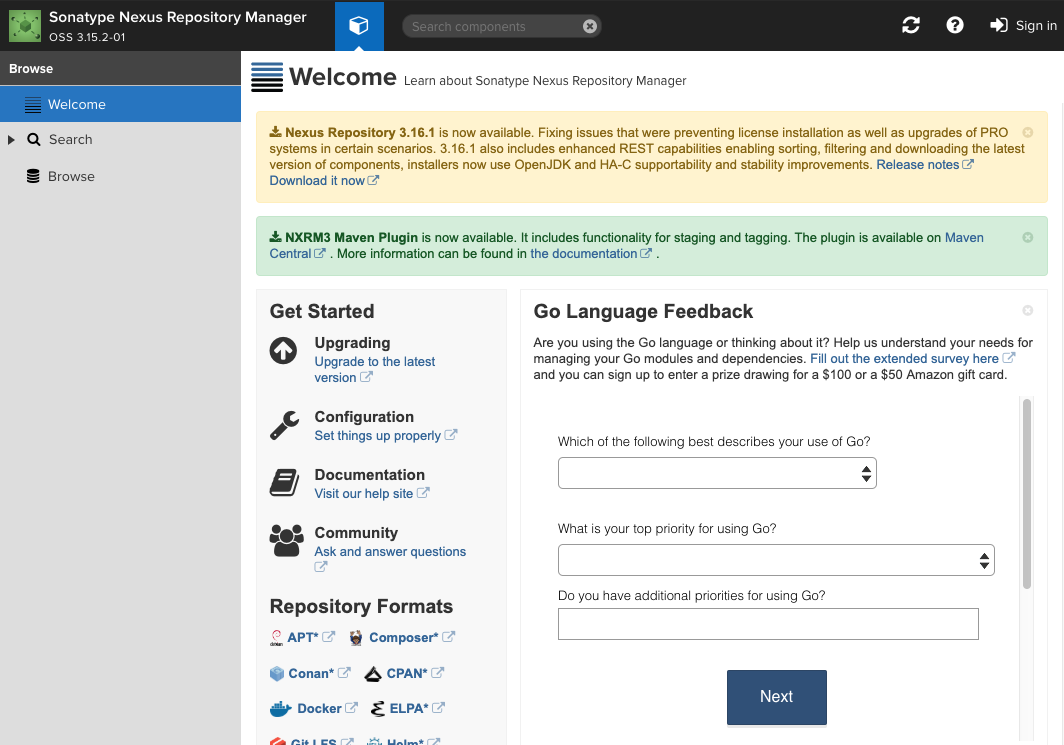 Sonatype Nexus Repository Manager
OSS 3.15.2-01
Search components
Sign in
Browse
Welcome
Search
Browse
Welcome Learn about Sonatype Nexus Repository Manager
Nexus Repository 3.16.1 is now available. Fixing issues that were preventing license installation as well as upgrades of PRO
systems in certain scenarios. 3.16.1 also includes enhanced REST capabilities enabling sorting, filtering and downloading the latest
version of components, installers now use OpenJDK and HA-C supportability and stability improvements. Release notes
Download it now
NXRM3 Maven Plugin is now available. It includes functionality for staging and tagging. The plugin is available on Maven
Central . More information can be found in the documentation .
Get Started
Upgrading
Upgrade to the latest
version
Configuration
Set things up properly
Documentation
Visit our help site
Community
Ask and answer questions
Repository Formats
APT* Composer*
Conan* CPAN*
Docker ELPA*
Git LFS Helm*
Go Language Feedback
Are you using the Go language or thinking about it? Help us understand your needs for
managing your Go modules and dependencies. Fill out the extended survey here
and you can sign up to enter a prize drawing for a $100 or a $50 Amazon gift card.
Which of the following best describes your use of Go?
What is your top priority for using Go?
Do you have additional priorities for using Go?
Next